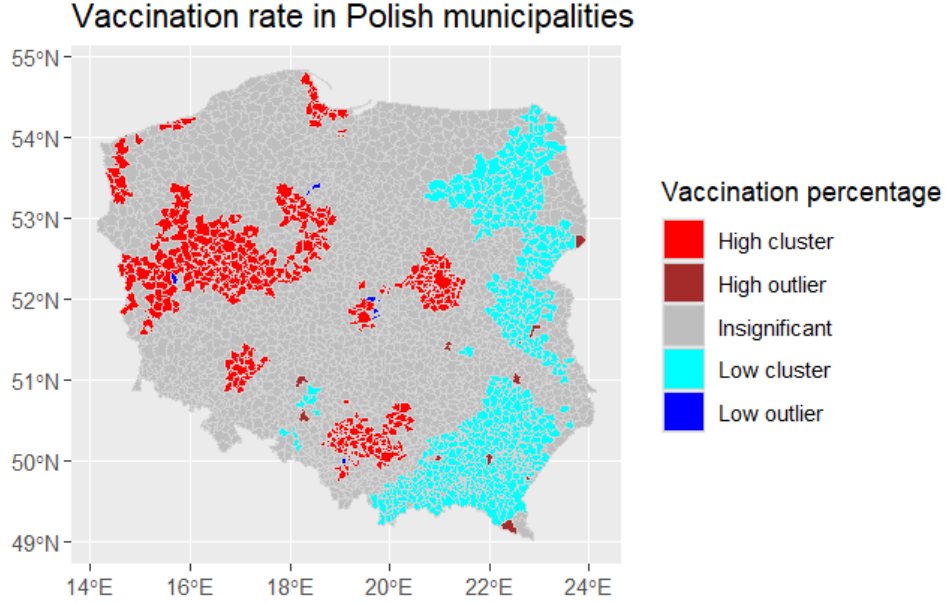 Vaccination rate in Polish municipalities
55°N
54°N
53°N
52°N
51°N
50°N
49°N
14°E 16°E 18°E 20°E 22°E 24°E
Vaccination percentage
High cluster
High outlier
Insignificant
Low cluster
Low outlier